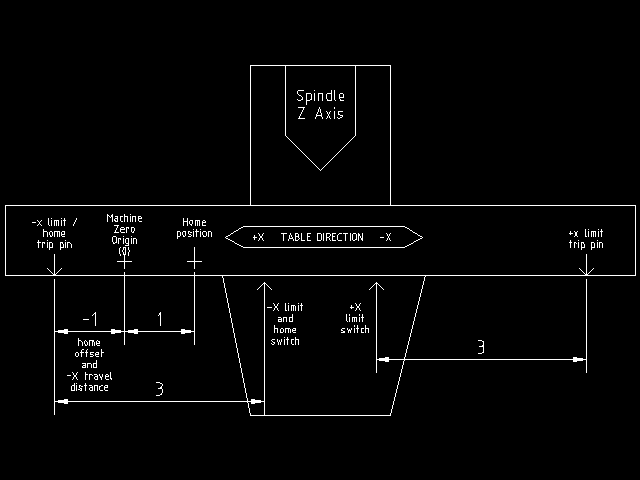 Spindle
Z Axis
-x limit /
home
trip pin
Machine
Zero
Origin
(0)
Home
position
+X TABLE DIRECTION -X
+x limit
trip pin
-X limit
and
home
switch
+X
limit
switch
-1
1
home
offset
and
-X travel
distance
3
3